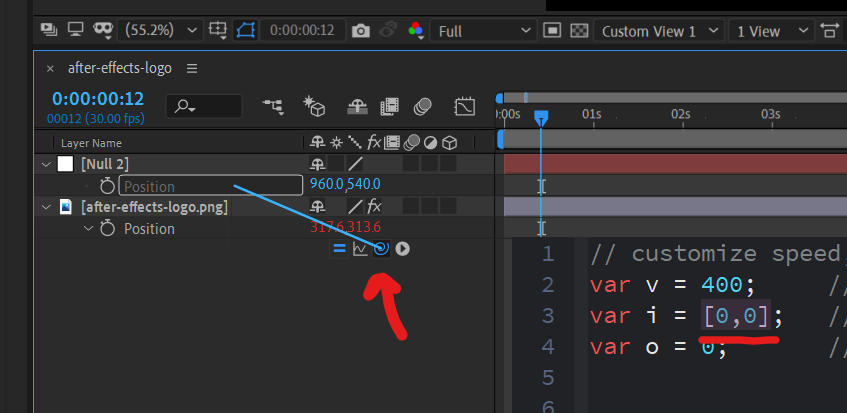 (55.2%) 0:00:00:12 Full Custom View 1 1 View
× after-effects-logo
0:00:00:12
00012 (30.00 fps)
:00s 01s 02s 03s
Layer Name fx
[Null 2]
Position 960.0,540.0
[after-effects-logo.png] fx
Position 317.6,313.6
1 // customize speed,
2 var v = 400; //
3 var i = [0,0]; //
4 var o = 0; //
5
6